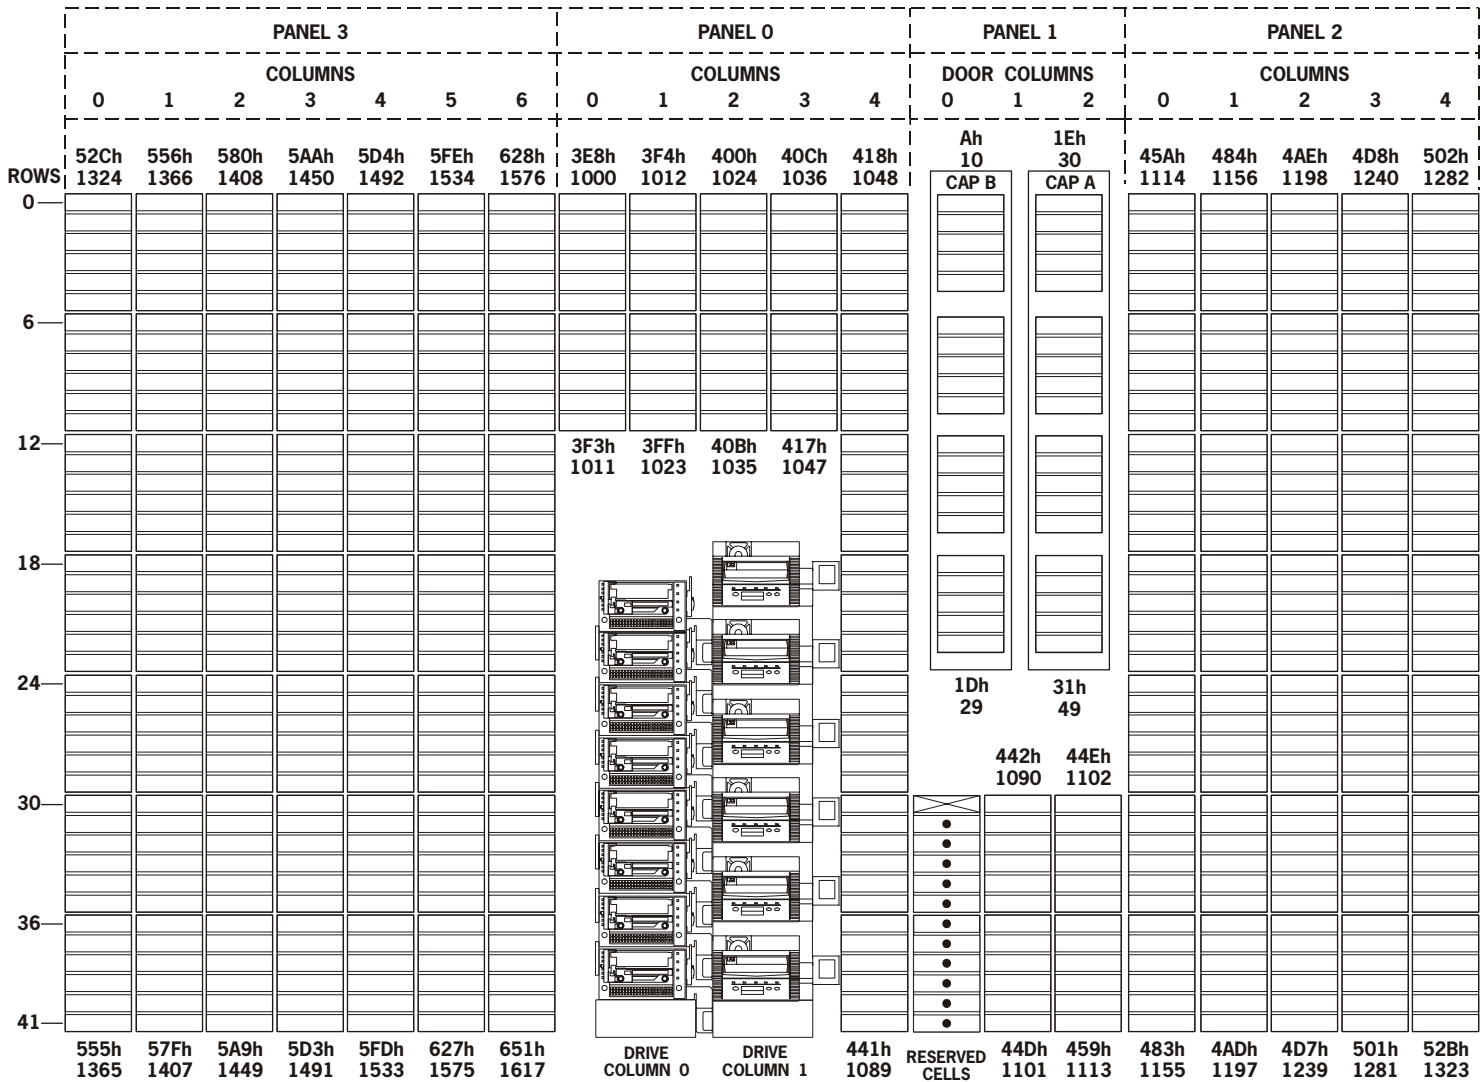 PANEL 3 PANEL 0 PANEL 1 PANEL 2
COLUMNS COLUMNS DOOR COLUMNS COLUMNS
0 1 2 3 4 5 6 0 1 2 3 4 0 1 2 0 1 2 3 4
Ah 1Eh
10 30
52Ch 556h 580h 5AAh 5D4h 5FEh 628h 3E8h 3F4h 400h 40Ch 418h 45Ah 484h 4AEh 4D8h 502h
ROWS 1324 1366 1408 1450 1492 1534 1576 1000 1012 1024 1036 1048 CAP B CAP A 1114 1156 1198 1240 1282
0
6
12
3F3h 3FFh 40Bh 417h
1011 1023 1035 1047
18
24
1Dh 31h
29 49
442h 44Eh
1090 1102
30
36
41
555h 57Fh 5A9h 5D3h 5FDh 627h 651h DRIVE DRIVE 441h RESERVED 44Dh 459h 483h 4ADh 4D7h 501h 52Bh
1365 1407 1449 1491 1533 1575 1617 COLUMN 0 COLUMN 1 1089 CELLS 1101 1113 1155 1197 1239 1281 1323